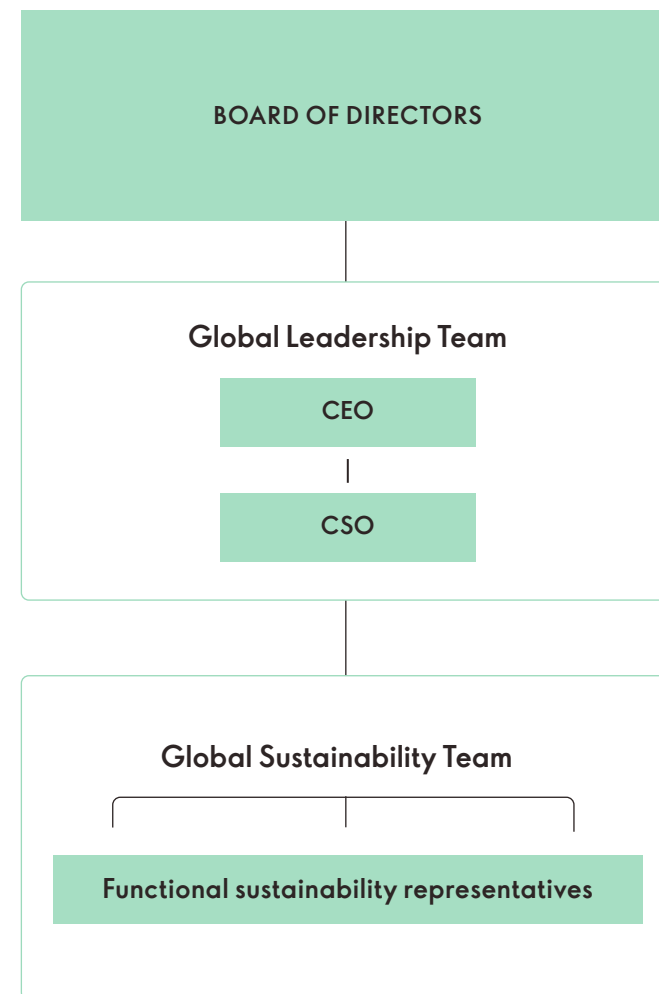 BOARD OF DIRECTORS
Global Leadership Team
CEO
CSO
Global Sustainability Team
Functional sustainability representatives